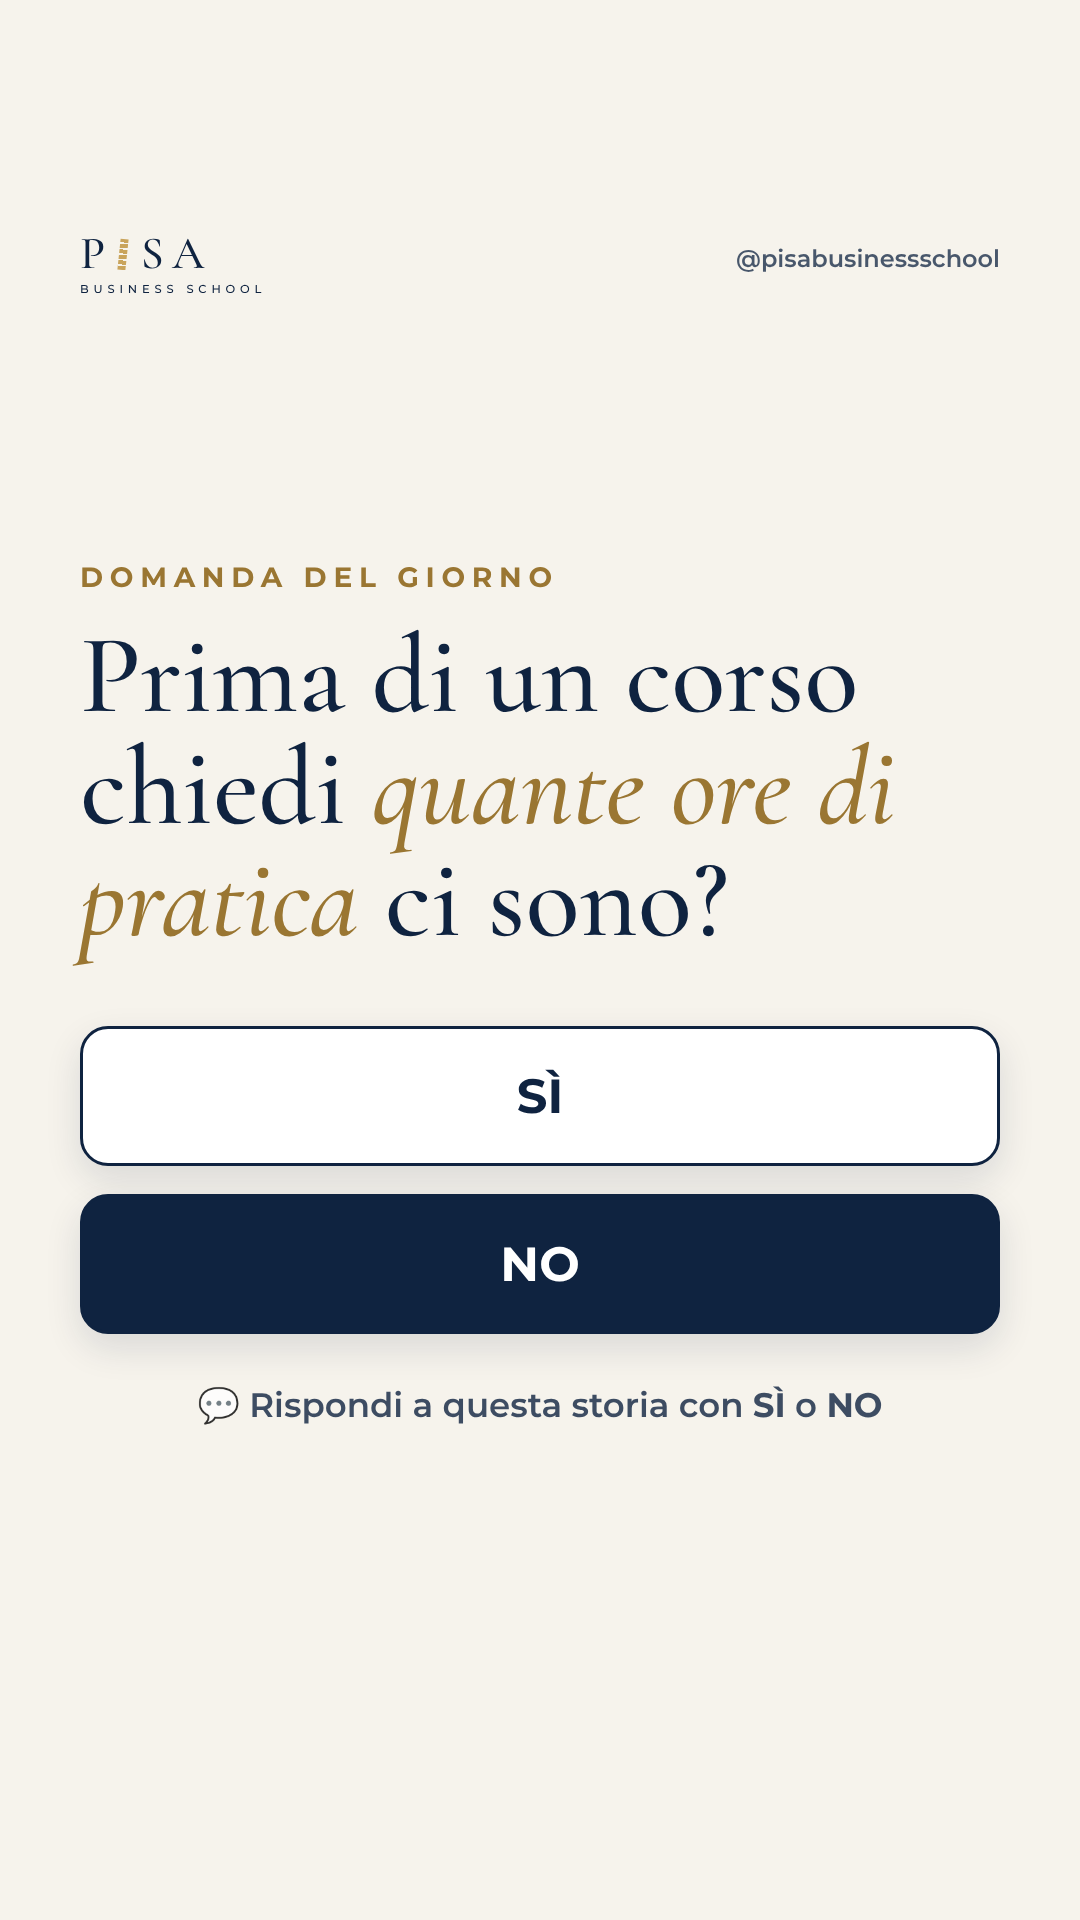 PISA
BUSINESS SCHOOL
@pisabusinessschool
DOMANDA DEL GIORNO
Prima di un corso
chiedi quante ore di
pratica ci sono?
SÌ
NO
💬 Rispondi a questa storia con SÌ o NO